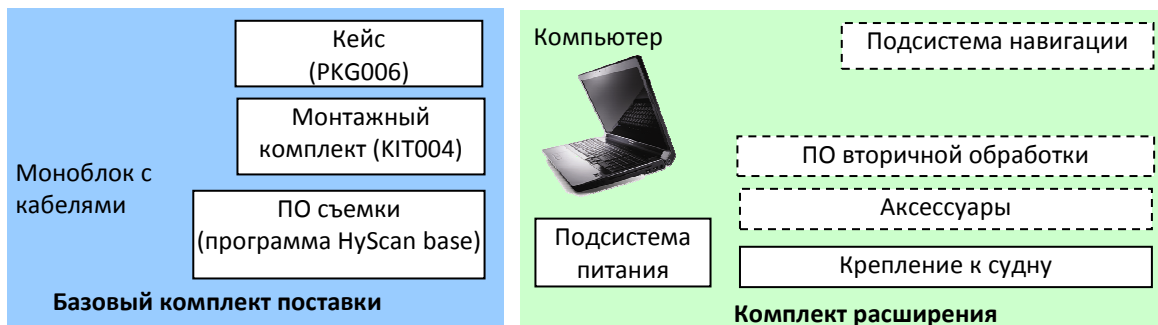 Кейс
(PKG006)
Монтажный
комплект (KIT004)
Моноблок с
кабелями
ПО съемки
(программа HyScan base)
Базовый комплект поставки
Компьютер
Подсистема навигации
ПО вторичной обработки
Аксессуары
Подсистема
питания
Крепление к судну
Комплект расширения